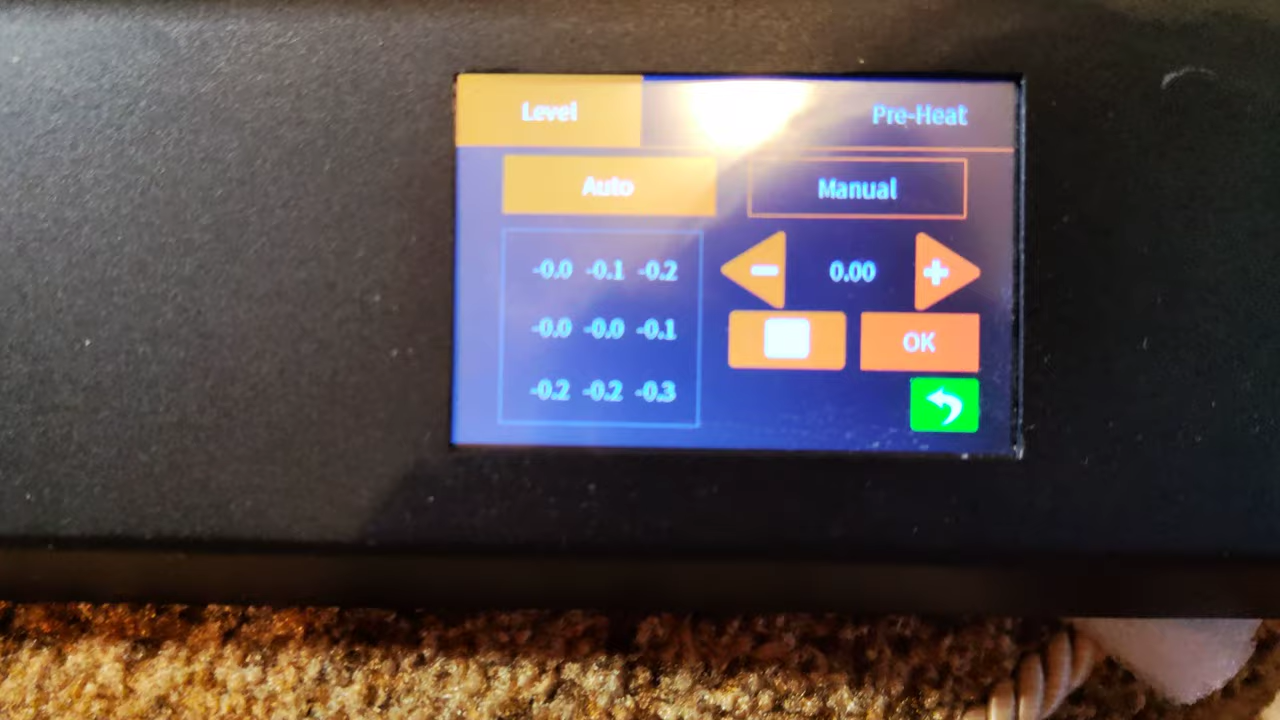 Level Pre-Heat
Auto Manual
-0.0 -0.1 -0.2
- 0.00 +
-0.0 -0.0 -0.1
OK
-0.2 -0.2 -0.3